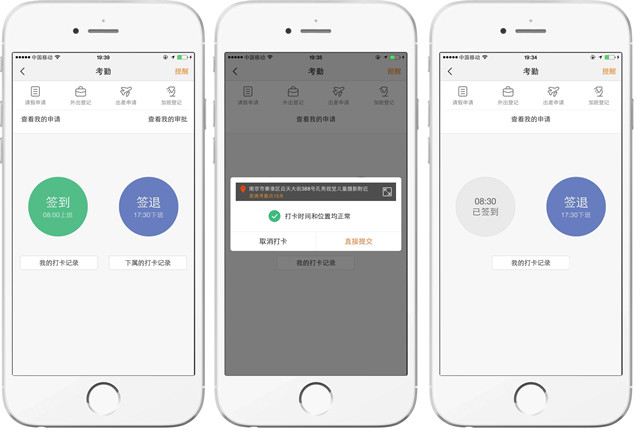 中国移动 19:39
考勤 提醒
请假申请 外出登记 出差申请 加班登记
查看我的申请 查看我的审批
签到 签退
08:00上班 17:30下班
我的打卡记录 下属的打卡记录
中国移动 19:35
考勤 提醒
请假申请 外出登记 出差申请 加班登记
查看我的申请
南京市秦淮区应天大街388号孔亮视觉儿童摄影附近
打卡时间和位置均正常
取消打卡 直接提交
我的打卡记录
中国移动 19:34
考勤 提醒
请假申请 外出登记 出差申请 加班登记
查看我的申请
08:30 签退
已签到 17:30下班
我的打卡记录